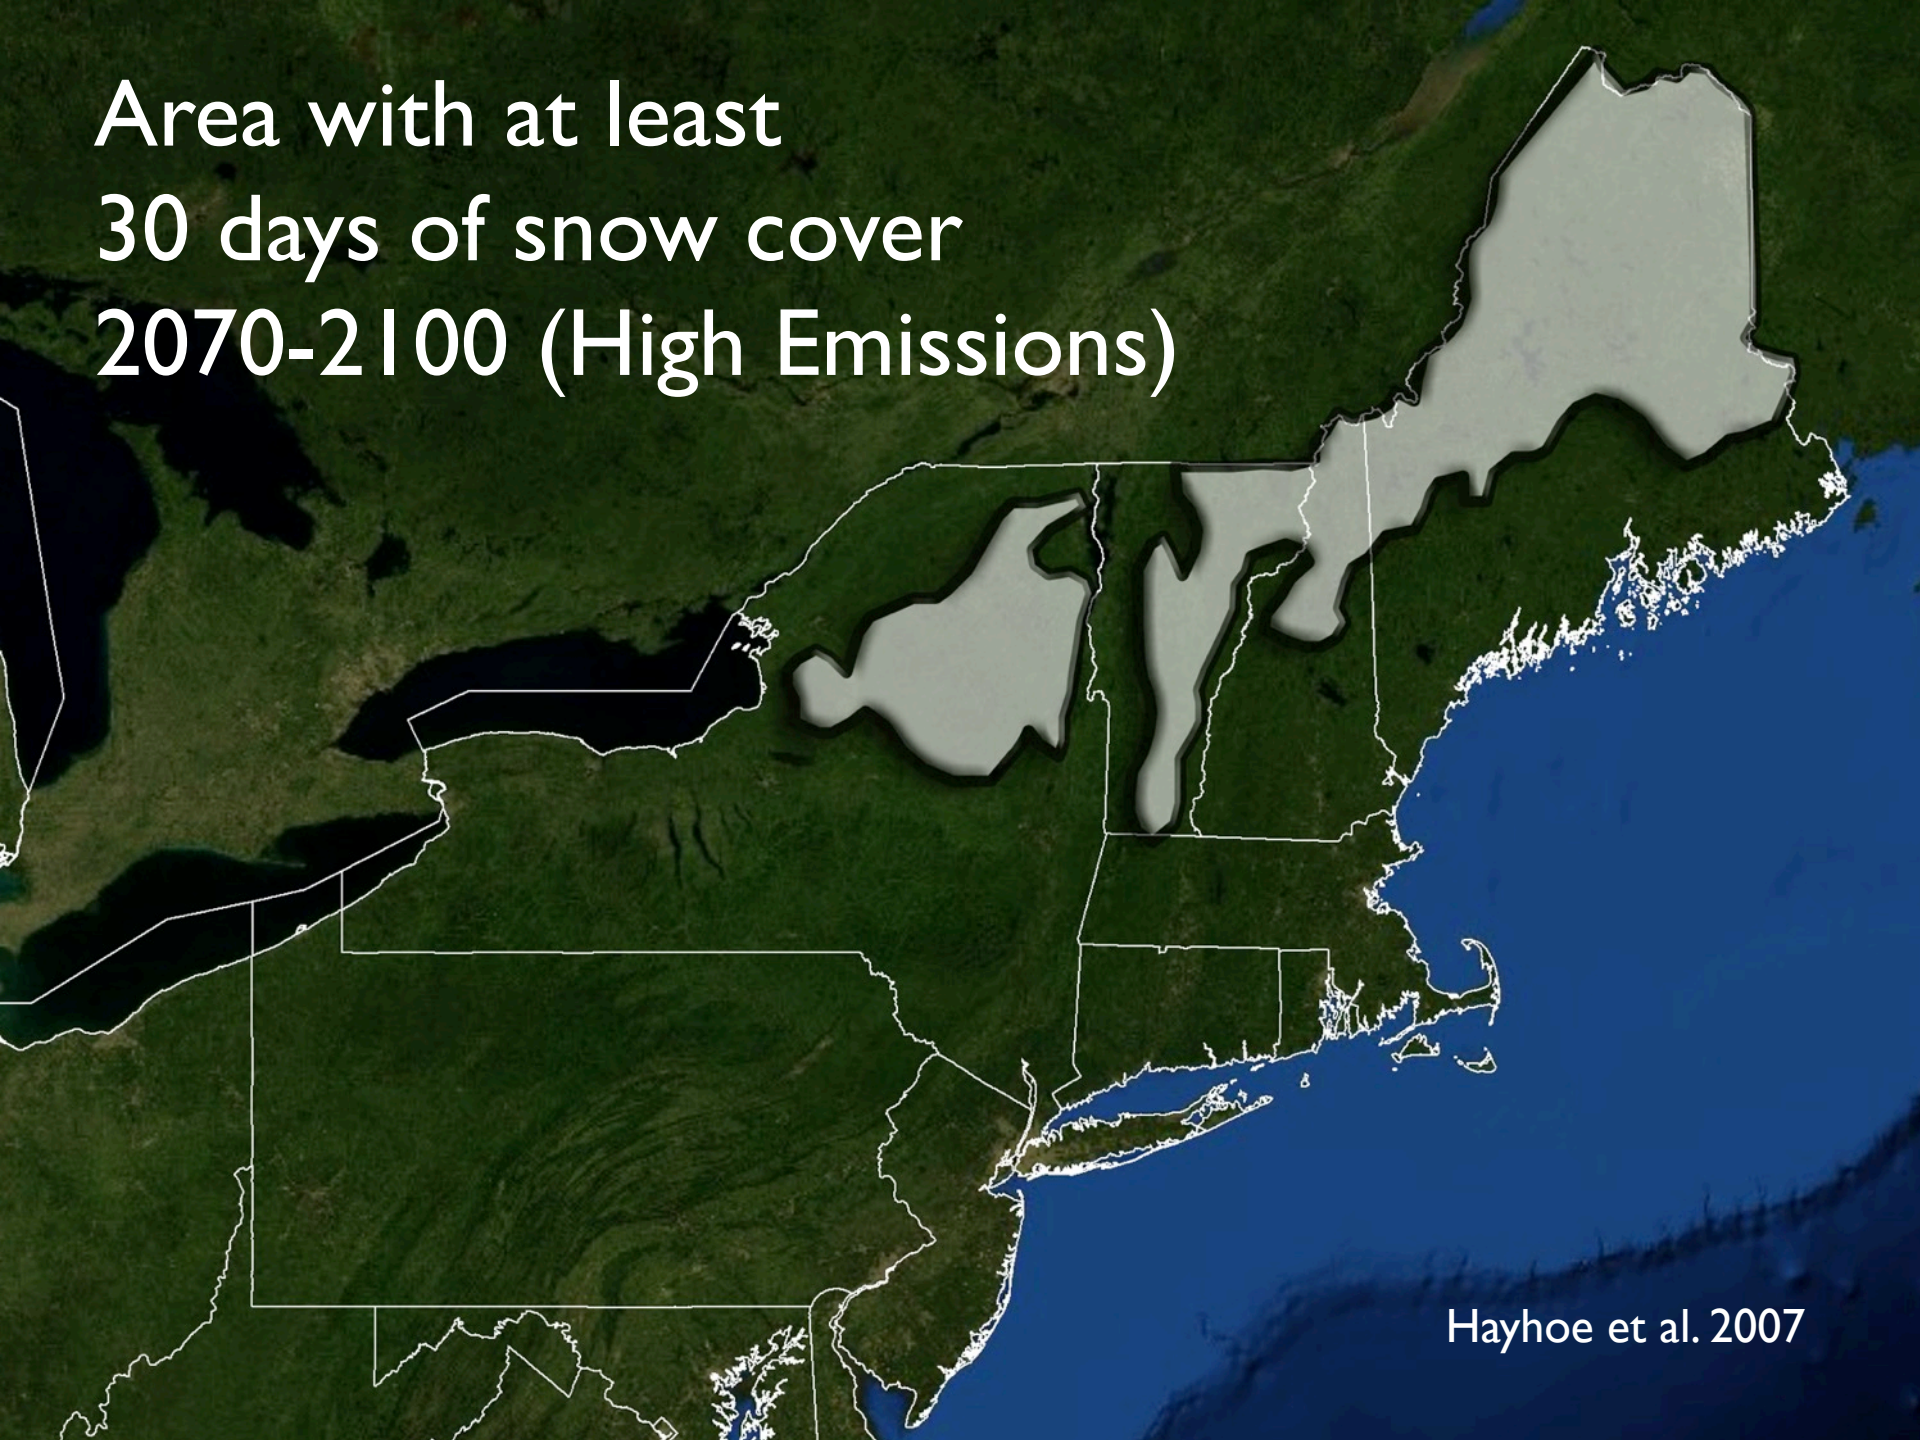 Area with at least
30 days of snow cover
2070-2100 (High Emissions)
Hayhoe et al. 2007